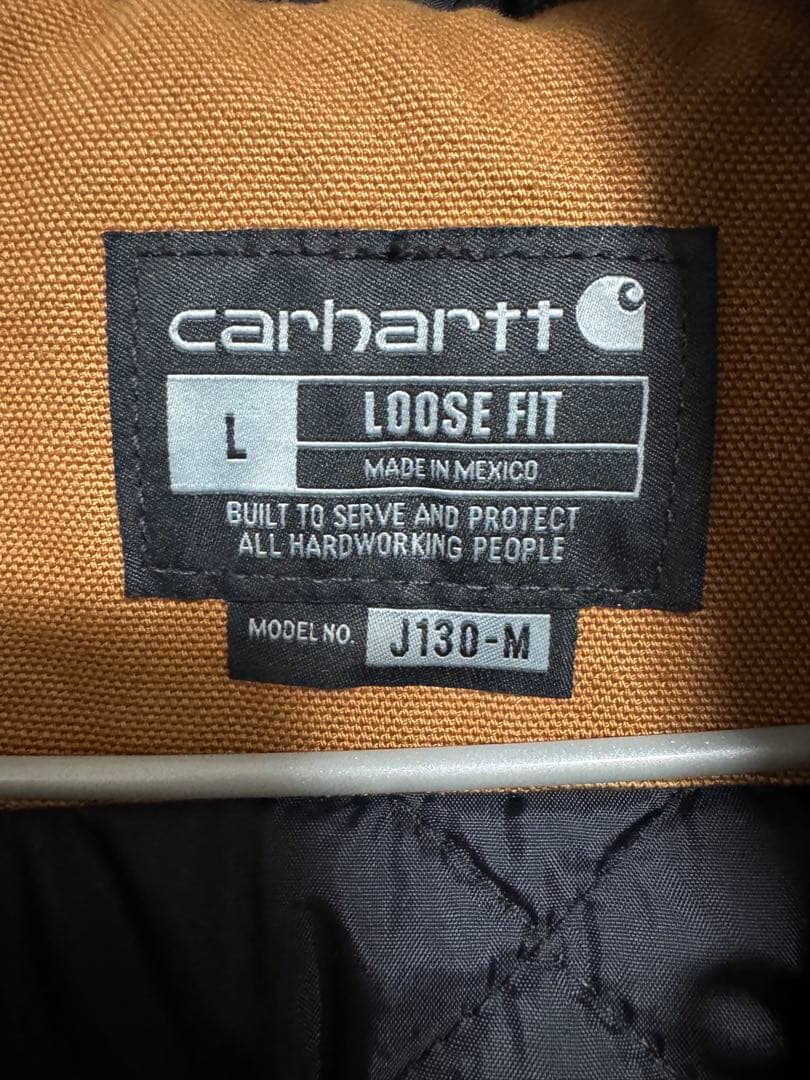 carhartt
L LOOSE FIT
MADE IN MEXICO
BUILT TO SERVE AND PROTECT
ALL HARDWORKING PEOPLE
MODEL NO. J130-M